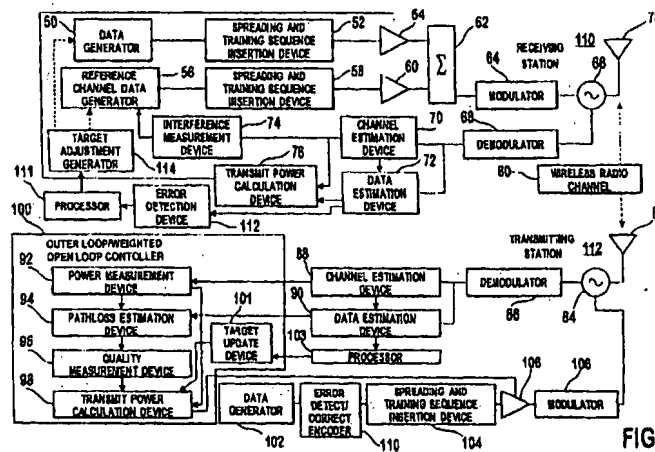 50
DATA GENERATOR
52
SPREADING AND TRAINING SEQUENCE INSERTION DEVICE
54
62
Σ
REFERENCE CHANNEL DATA GENERATOR
56
SPREADING AND TRAINING SEQUENCE INSERTION DEVICE
58
60
RECEIVING STATION
110
64
MODULATOR
66
INTERFERENCE MEASUREMENT DEVICE
74
CHANNEL ESTIMATION DEVICE
70
68
DEMODULATOR
TARGET ADJUSTMENT GENERATOR
114
TRANSMIT POWER CALCULATION DEVICE
76
72
DATA ESTIMATION DEVICE
80
WIRELESS RADIO CHANNEL
111
PROCESSOR
ERROR DETECTION DEVICE
112
100
OUTER LOOP/WEIGHTED OPEN LOOP CONTOLLER
TRANSMITTING STATION
112
92
POWER MEASUREMENT DEVICE
88
CHANNEL ESTIMATION DEVICE
DEMODULATOR
86
84
94
PATHLOSS ESTIMATION DEVICE
101
TARGET UPDATE DEVICE
90
DATA ESTIMATION DEVICE
103
PROCESSOR
96
QUALITY MEASUREMENT DEVICE
98
TRANSMIT POWER CALCULATION DEVICE
DATA GENERATOR
102
ERROR DETECT/ CORRECT ENCODER
110
SPREADING AND TRAINING SEQUENCE INSERTION DEVICE
104
106
MODULATOR
108
FIG